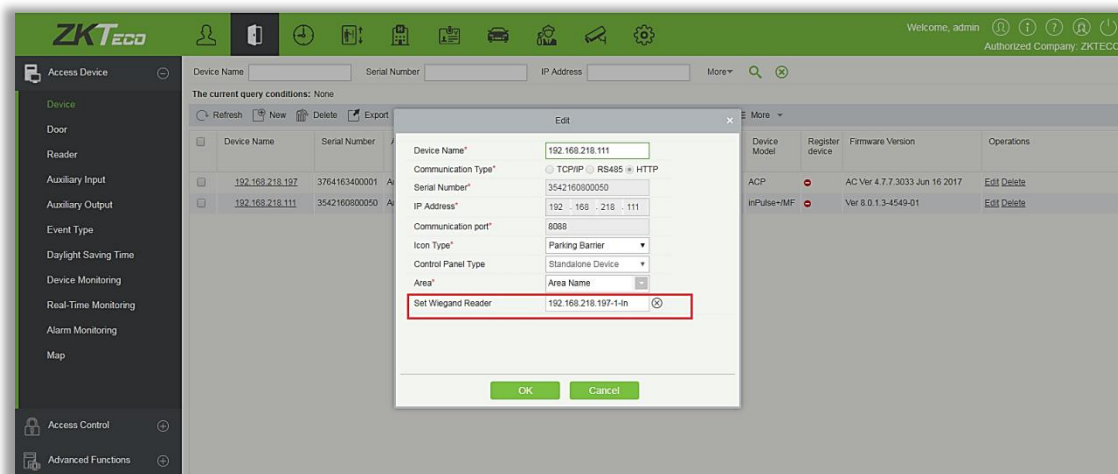 ZKTeco
Welcome, admin
Authorized Company: ZKTECO
Access Device
Device
Door
Reader
Auxiliary Input
Auxiliary Output
Event Type
Daylight Saving Time
Device Monitoring
Real-Time Monitoring
Alarm Monitoring
Map
Access Control
Advanced Functions
Device Name Serial Number IP Address More
The current query conditions: None
Refresh New Delete Export More
Device Name Serial Number Device Model Register device Firmware Version Operations
192.168.218.197 3764163400001 ACP AC Ver 4.7.7.3033 Jun 16 2017 Edit Delete
192.168.218.111 3542160800050 inPulse+/MF Ver 8.0.1.3-4549-01 Edit Delete
Edit
Device Name* 192.168.218.111
Communication Type* TCP/IP RS485 HTTP
Serial Number* 3542160800050
IP Address* 192 . 168 . 218 . 111
Communication port* 8088
Icon Type* Parking Barrier
Control Panel Type Standalone Device
Area* Area Name
Set Wiegand Reader 192.168.218.197-1-In
OK Cancel